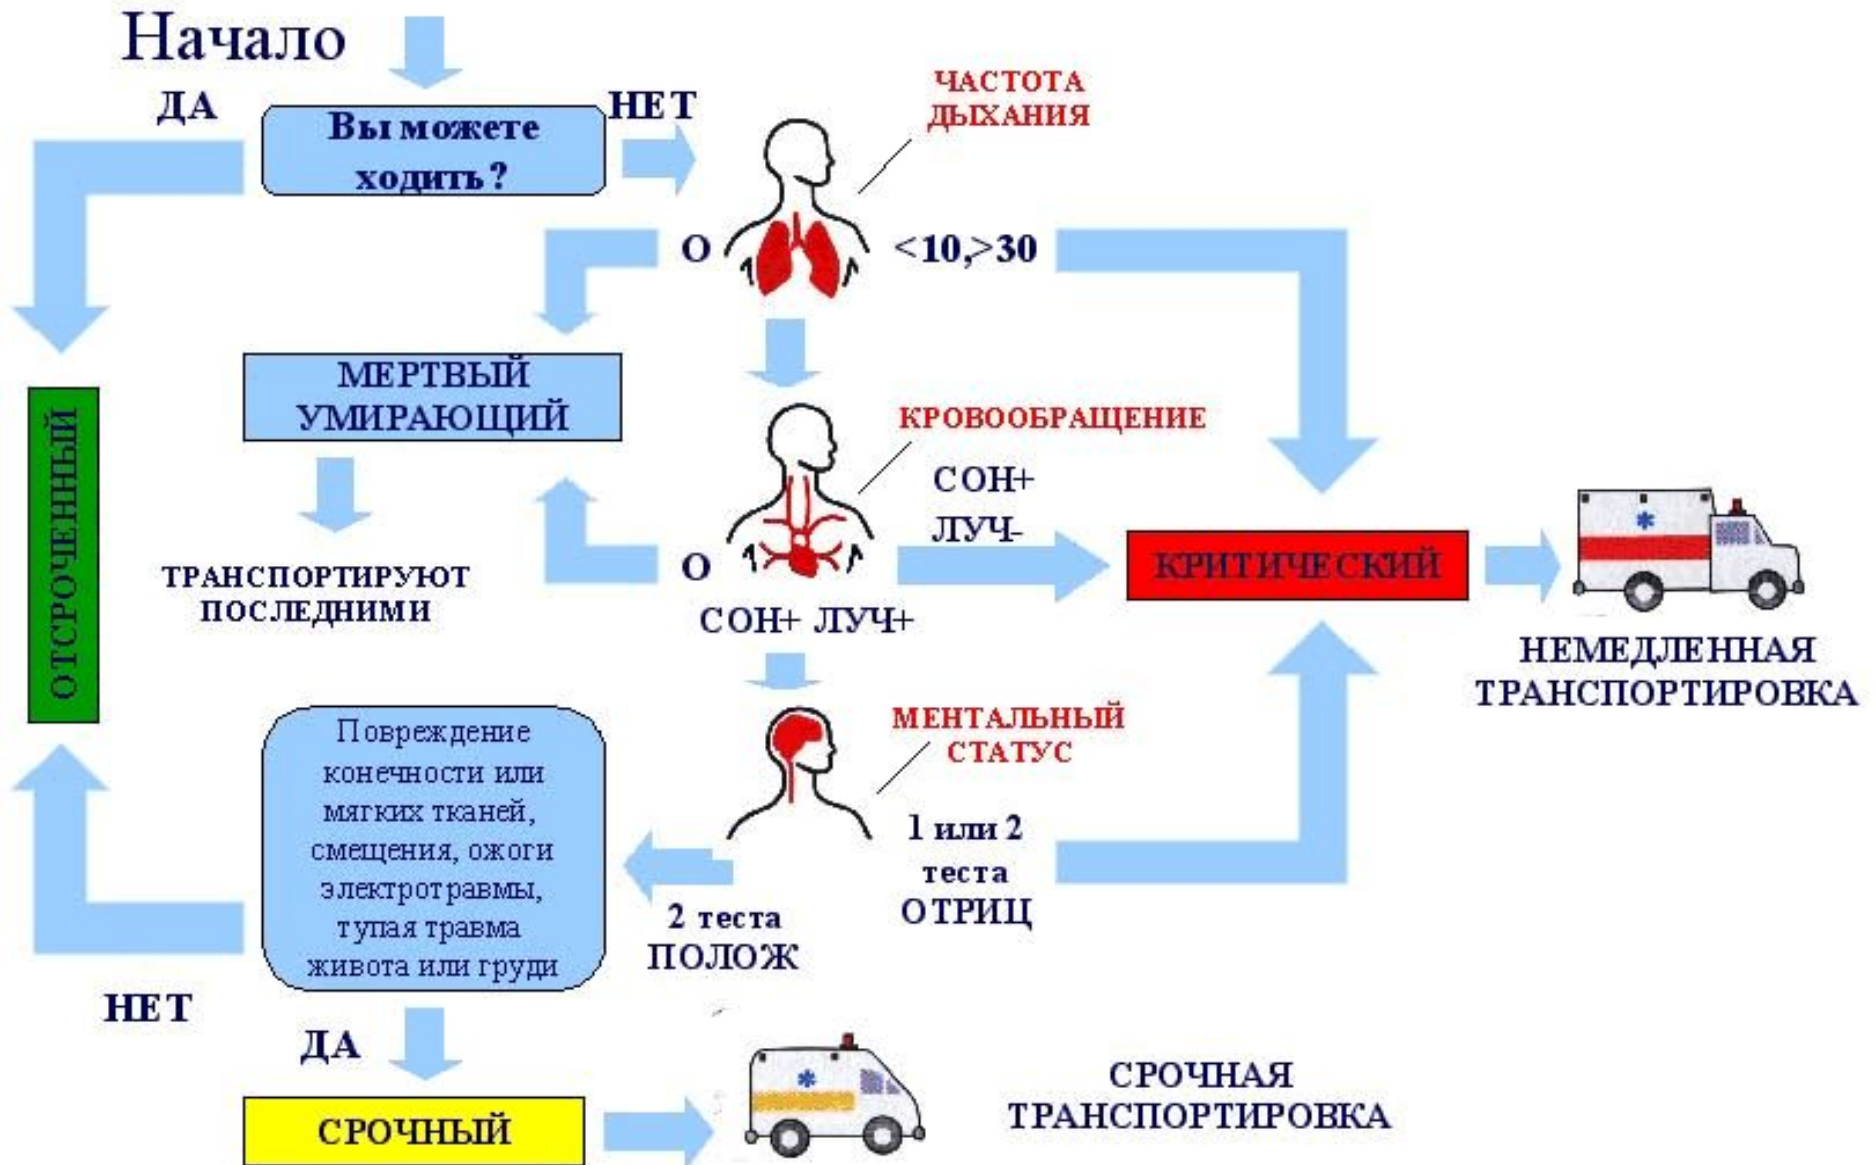 Начало
ДА
НЕТ
Вы можете
ходить?
ЧАСТОТА
ДЫХАНИЯ
О
<10,>30
МЕРТВЫЙ
УМИРАЮЩИЙ
ТРАНСПОРТИРУЮТ
ПОСЛЕДНИМИ
ОТСРОЧЕННЫЙ
КРОВООБРАЩЕНИЕ
СОН+
ЛУЧ-
О
СОН+ ЛУЧ+
КРИТИЧЕСКИЙ
НЕМЕДЛЕННАЯ
ТРАНСПОРТИРОВКА
МЕНТАЛЬНЫЙ
СТАТУС
1 или 2
теста
ОТРИЦ
2 теста
ПОЛОЖ
Повреждение
конечности или
мягких тканей,
смещения, ожоги
электротравмы,
тупая травма
живота или груди
НЕТ
ДА
СРОЧНЫЙ
СРОЧНАЯ
ТРАНСПОРТИРОВКА